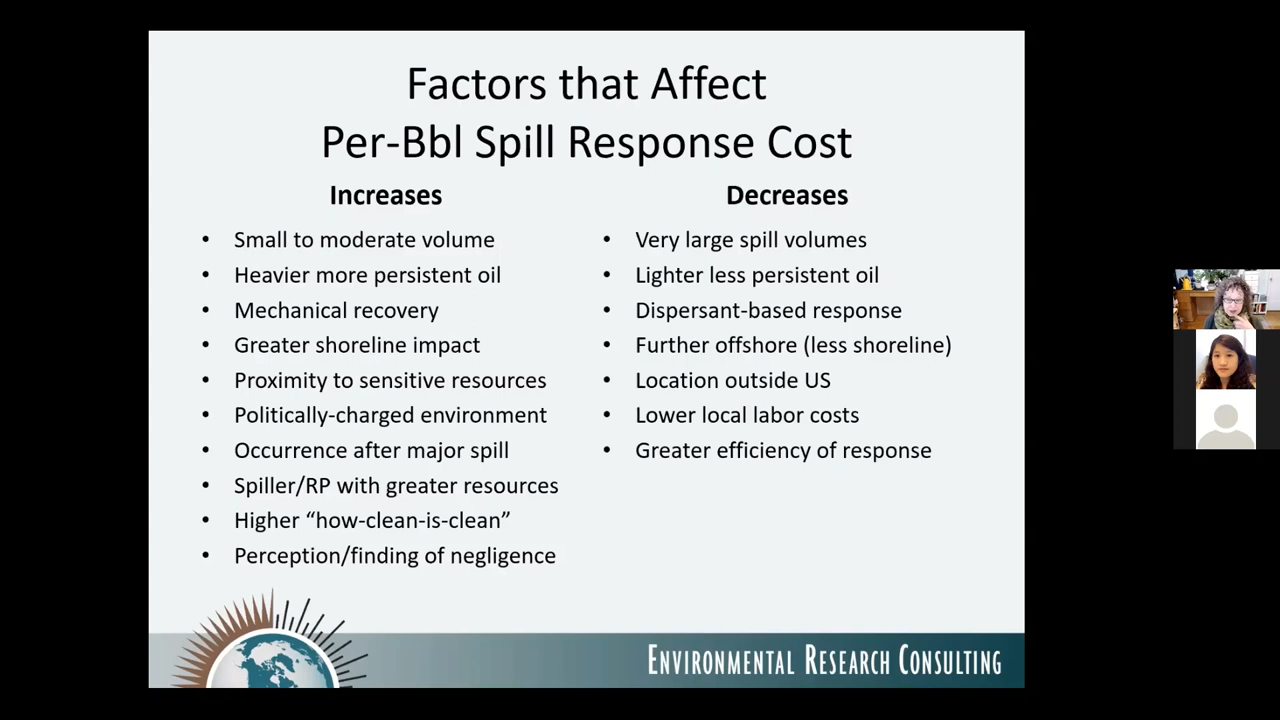 Factors that Affect
Per-Bbl Spill Response Cost
Increases
• Small to moderate volume
• Heavier more persistent oil
• Mechanical recovery
• Greater shoreline impact
• Proximity to sensitive resources
• Politically-charged environment
• Occurrence after major spill
• Spiller/RP with greater resources
• Higher “how-clean-is-clean”
• Perception/finding of negligence
Decreases
• Very large spill volumes
• Lighter less persistent oil
• Dispersant-based response
• Further offshore (less shoreline)
• Location outside US
• Lower local labor costs
• Greater efficiency of response
ENVIRONMENTAL RESEARCH CONSULTING